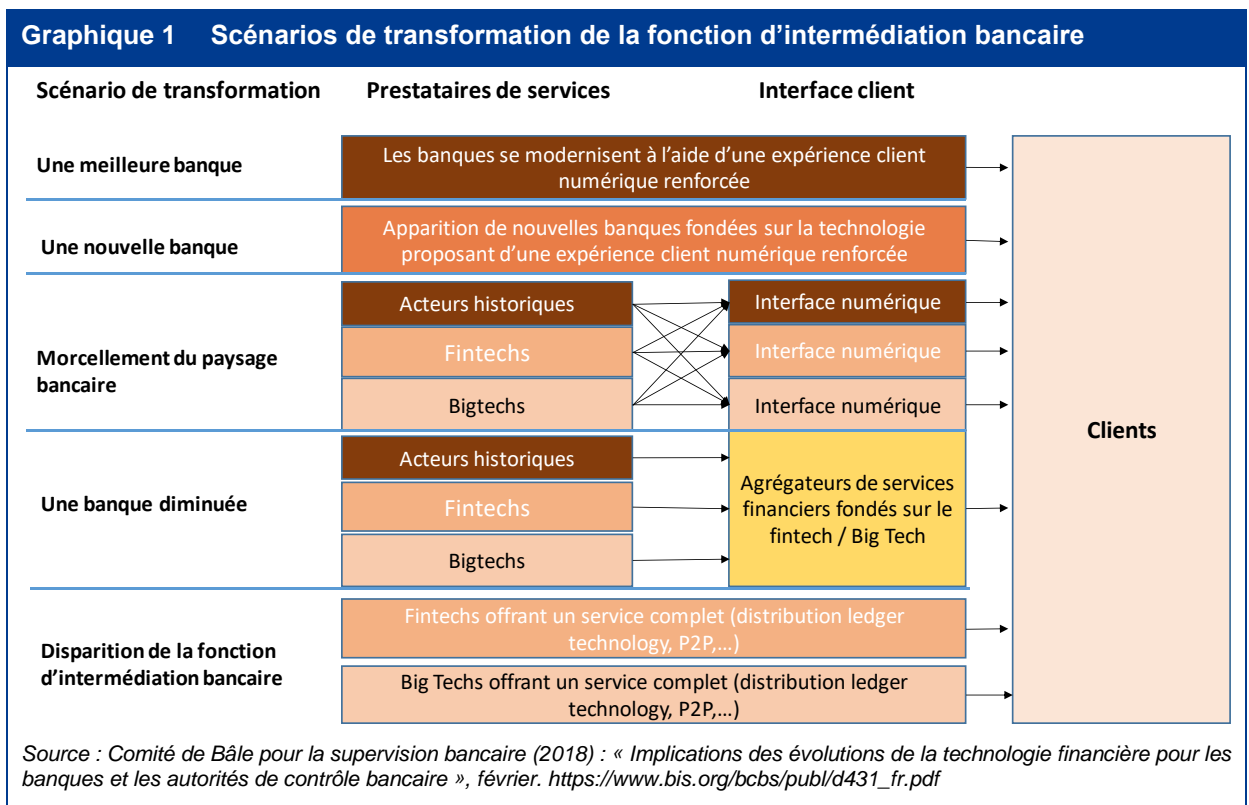 Graphique 1 Scénarios de transformation de la fonction d’intermédiation bancaire
Scénario de transformation
Prestataires de services
Interface client
Une meilleure banque
Les banques se modernisent à l’aide d’une expérience client
numérique renforcée
Une nouvelle banque
Apparition de nouvelles banques fondées sur la technologie
proposant d’une expérience client numérique renforcée
Morcellement du paysage
bancaire
Acteurs historiques
Fintechs
Bigtechs
Interface numérique
Interface numérique
Interface numérique
Une banque diminuée
Acteurs historiques
Fintechs
Bigtechs
Agrégateurs de services
financiers fondés sur le
fintech / Big Tech
Disparition de la fonction
d’intermédiation bancaire
Fintechs offrant un service complet (distribution ledger
technology, P2P,…)
Big Techs offrant un service complet (distribution ledger
technology, P2P,…)
Clients
Source : Comité de Bâle pour la supervision bancaire (2018) : « Implications des évolutions de la technologie financière pour les
banques et les autorités de contrôle bancaire », février. https://www.bis.org/bcbs/publ/d431_fr.pdf